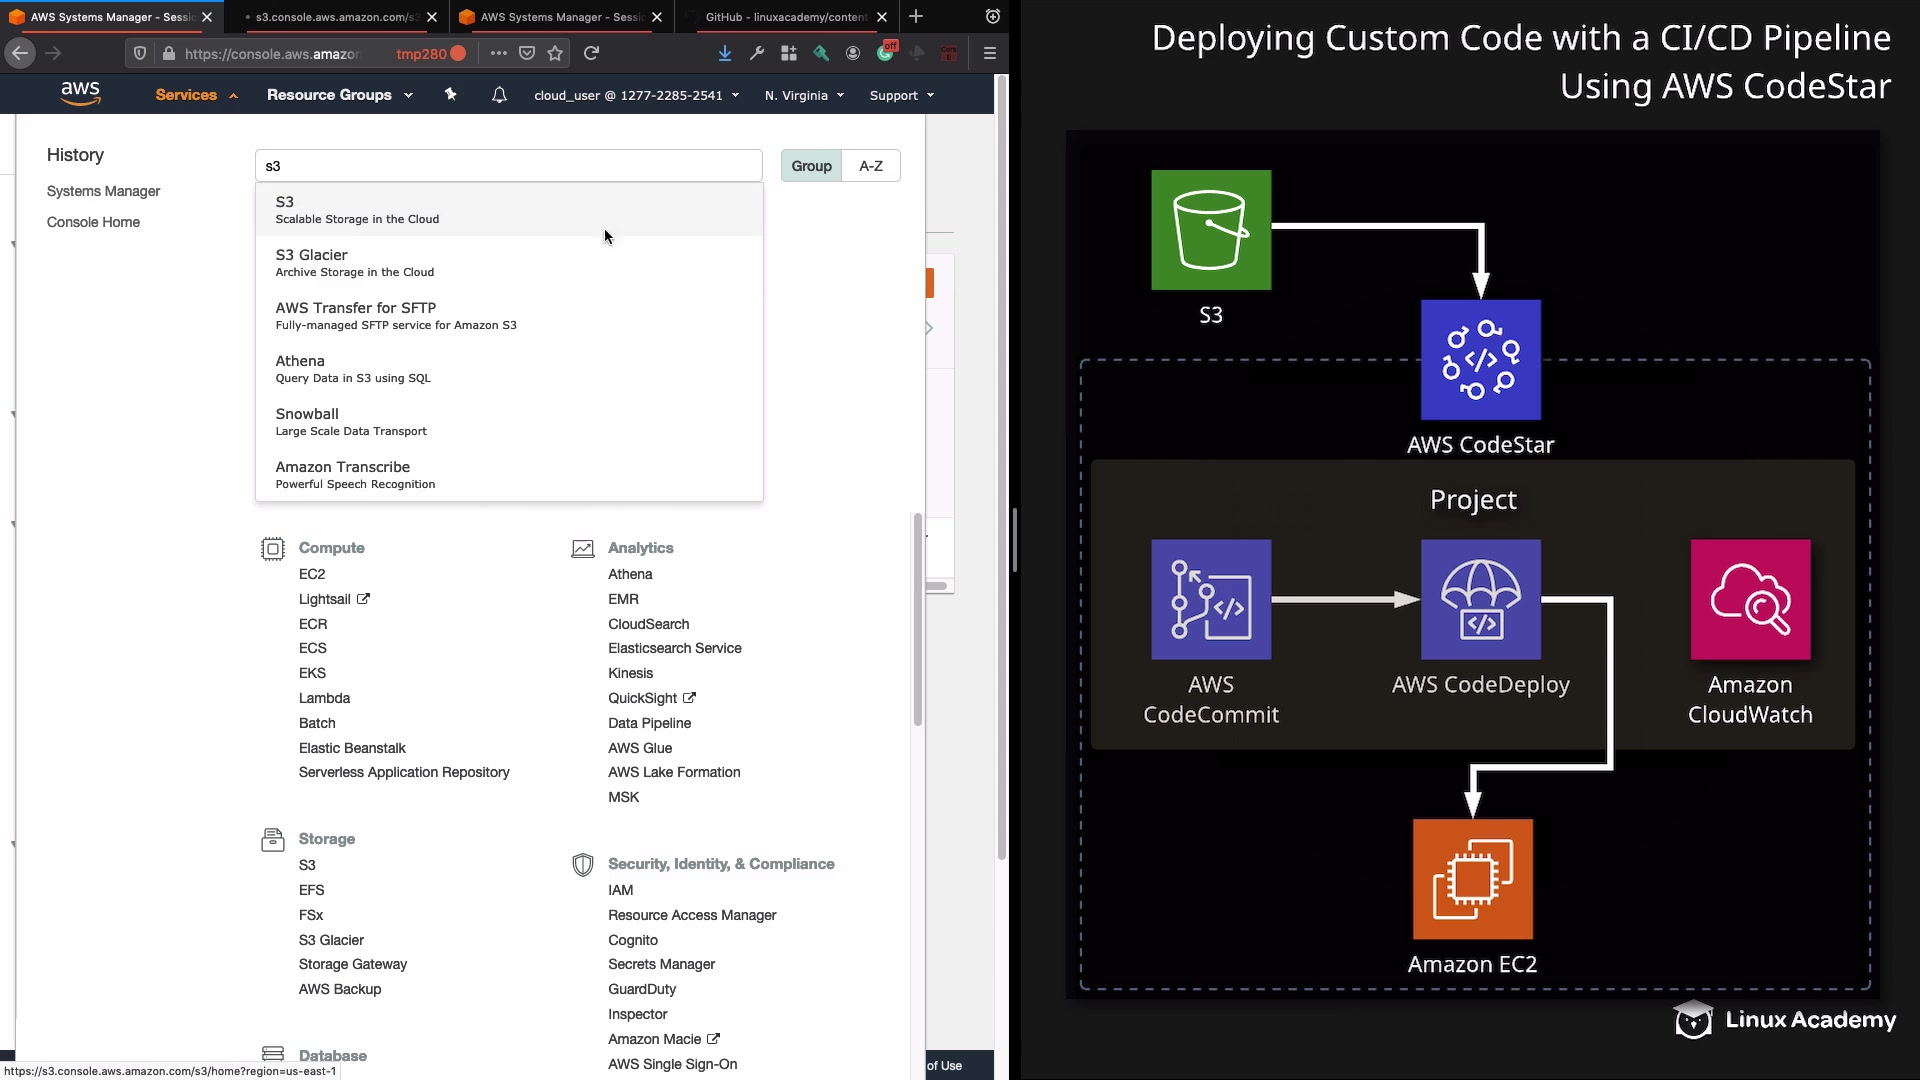 AWS Systems Manager - Sessi
s3.console.aws.amazon.com/s3
AWS Systems Manager - Sessi
GitHub - linuxacademy/content
https://console.aws.amazon
tmp280
off
aws
Services
Resource Groups
cloud_user @ 1277-2285-2541
N. Virginia
Support
History
Systems Manager
Console Home
s3
Group
A-Z
S3
Scalable Storage in the Cloud
S3 Glacier
Archive Storage in the Cloud
AWS Transfer for SFTP
Fully-managed SFTP service for Amazon S3
Athena
Query Data in S3 using SQL
Snowball
Large Scale Data Transport
Amazon Transcribe
Powerful Speech Recognition
Compute
EC2
Lightsail
ECR
ECS
EKS
Lambda
Batch
Elastic Beanstalk
Serverless Application Repository
Storage
S3
EFS
FSx
S3 Glacier
Storage Gateway
AWS Backup
Database
Analytics
Athena
EMR
CloudSearch
Elasticsearch Service
Kinesis
QuickSight
Data Pipeline
AWS Glue
AWS Lake Formation
MSK
Security, Identity, & Compliance
IAM
Resource Access Manager
Cognito
Secrets Manager
GuardDuty
Inspector
Amazon Macie
AWS Single Sign-On
of Use
https://s3.console.aws.amazon.com/s3/home?region=us-east-1
Deploying Custom Code with a CI/CD Pipeline
Using AWS CodeStar
S3
</>
AWS CodeStar
Project
</>
AWS
CodeCommit
</>
AWS CodeDeploy
Amazon
CloudWatch
Amazon EC2
Linux Academy